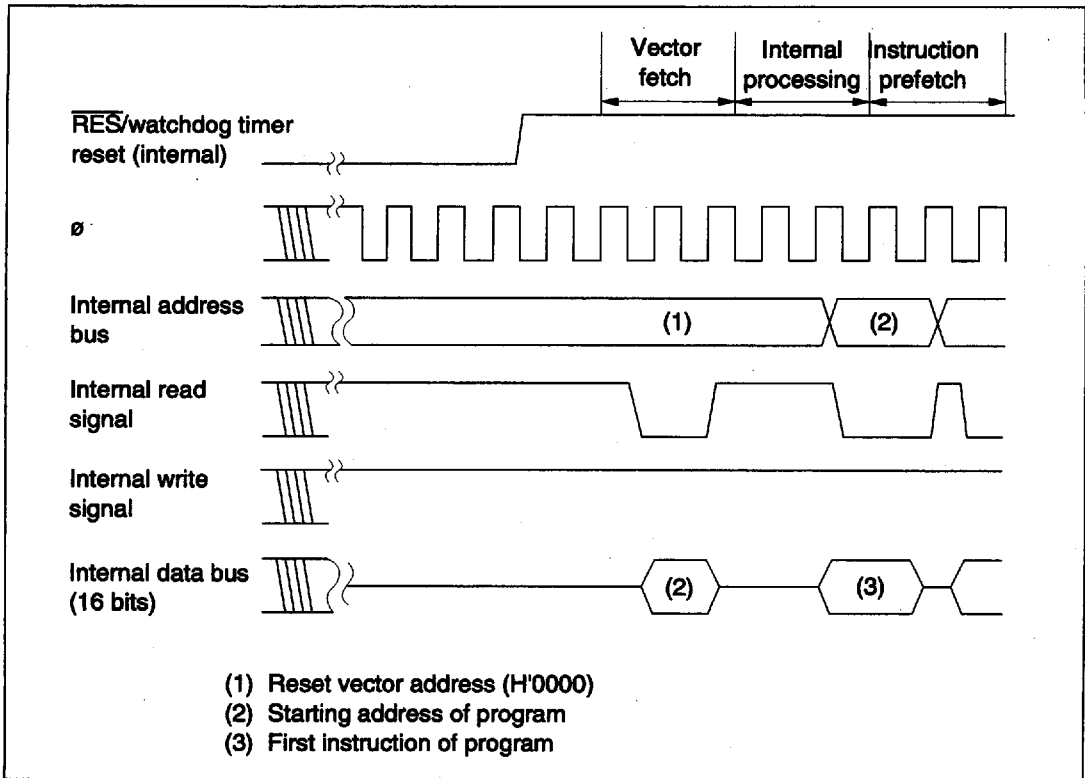 Vector
fetch
Internal
processing
Instruction
prefetch
RES/watchdog timer
reset (internal)
ø
Internal address
bus
(1)
(2)
Internal read
signal
Internal write
signal
Internal data bus
(16 bits)
(2)
(3)
(1) Reset vector address (H'0000)
(2) Starting address of program
(3) First instruction of program